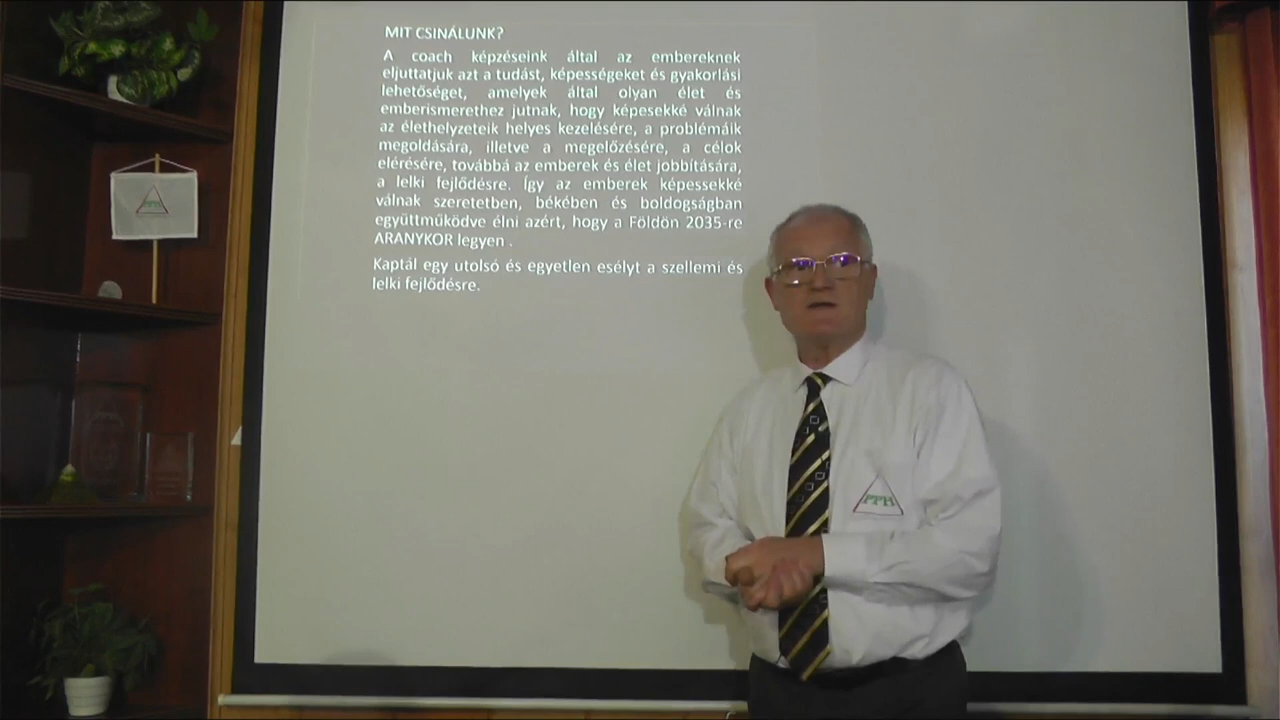 MIT CSINÁLUNK?
A coach képzéseink által az embereknek
eljuttatjuk azt a tudást, képességeket és gyakorlási
lehetőséget, amelyek által olyan élet és
emberismerethez jutnak, hogy képesekké válnak
az élethelyzeteik helyes kezelésére, a problémáik
megoldására, illetve a megelőzésére, a célok
elérésére, továbbá az emberek és élet jobbítására,
a lelki fejlődésre. Így az emberek képessekké
válnak szeretetben, békében és boldogságban
együttműködve élni azért, hogy a Földön 2035-re
ARANYKOR legyen .
Kaptál egy utolsó és egyetlen esélyt a szellemi és
lelki fejlődésre.
PPH
PPH